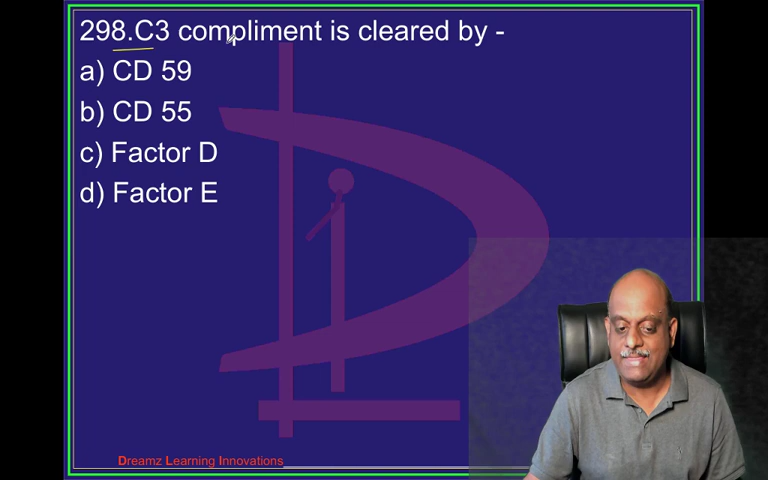 298.C3 compliment is cleared by -
a) CD 59
b) CD 55
c) Factor D
d) Factor E
Dreamz Learning Innovations